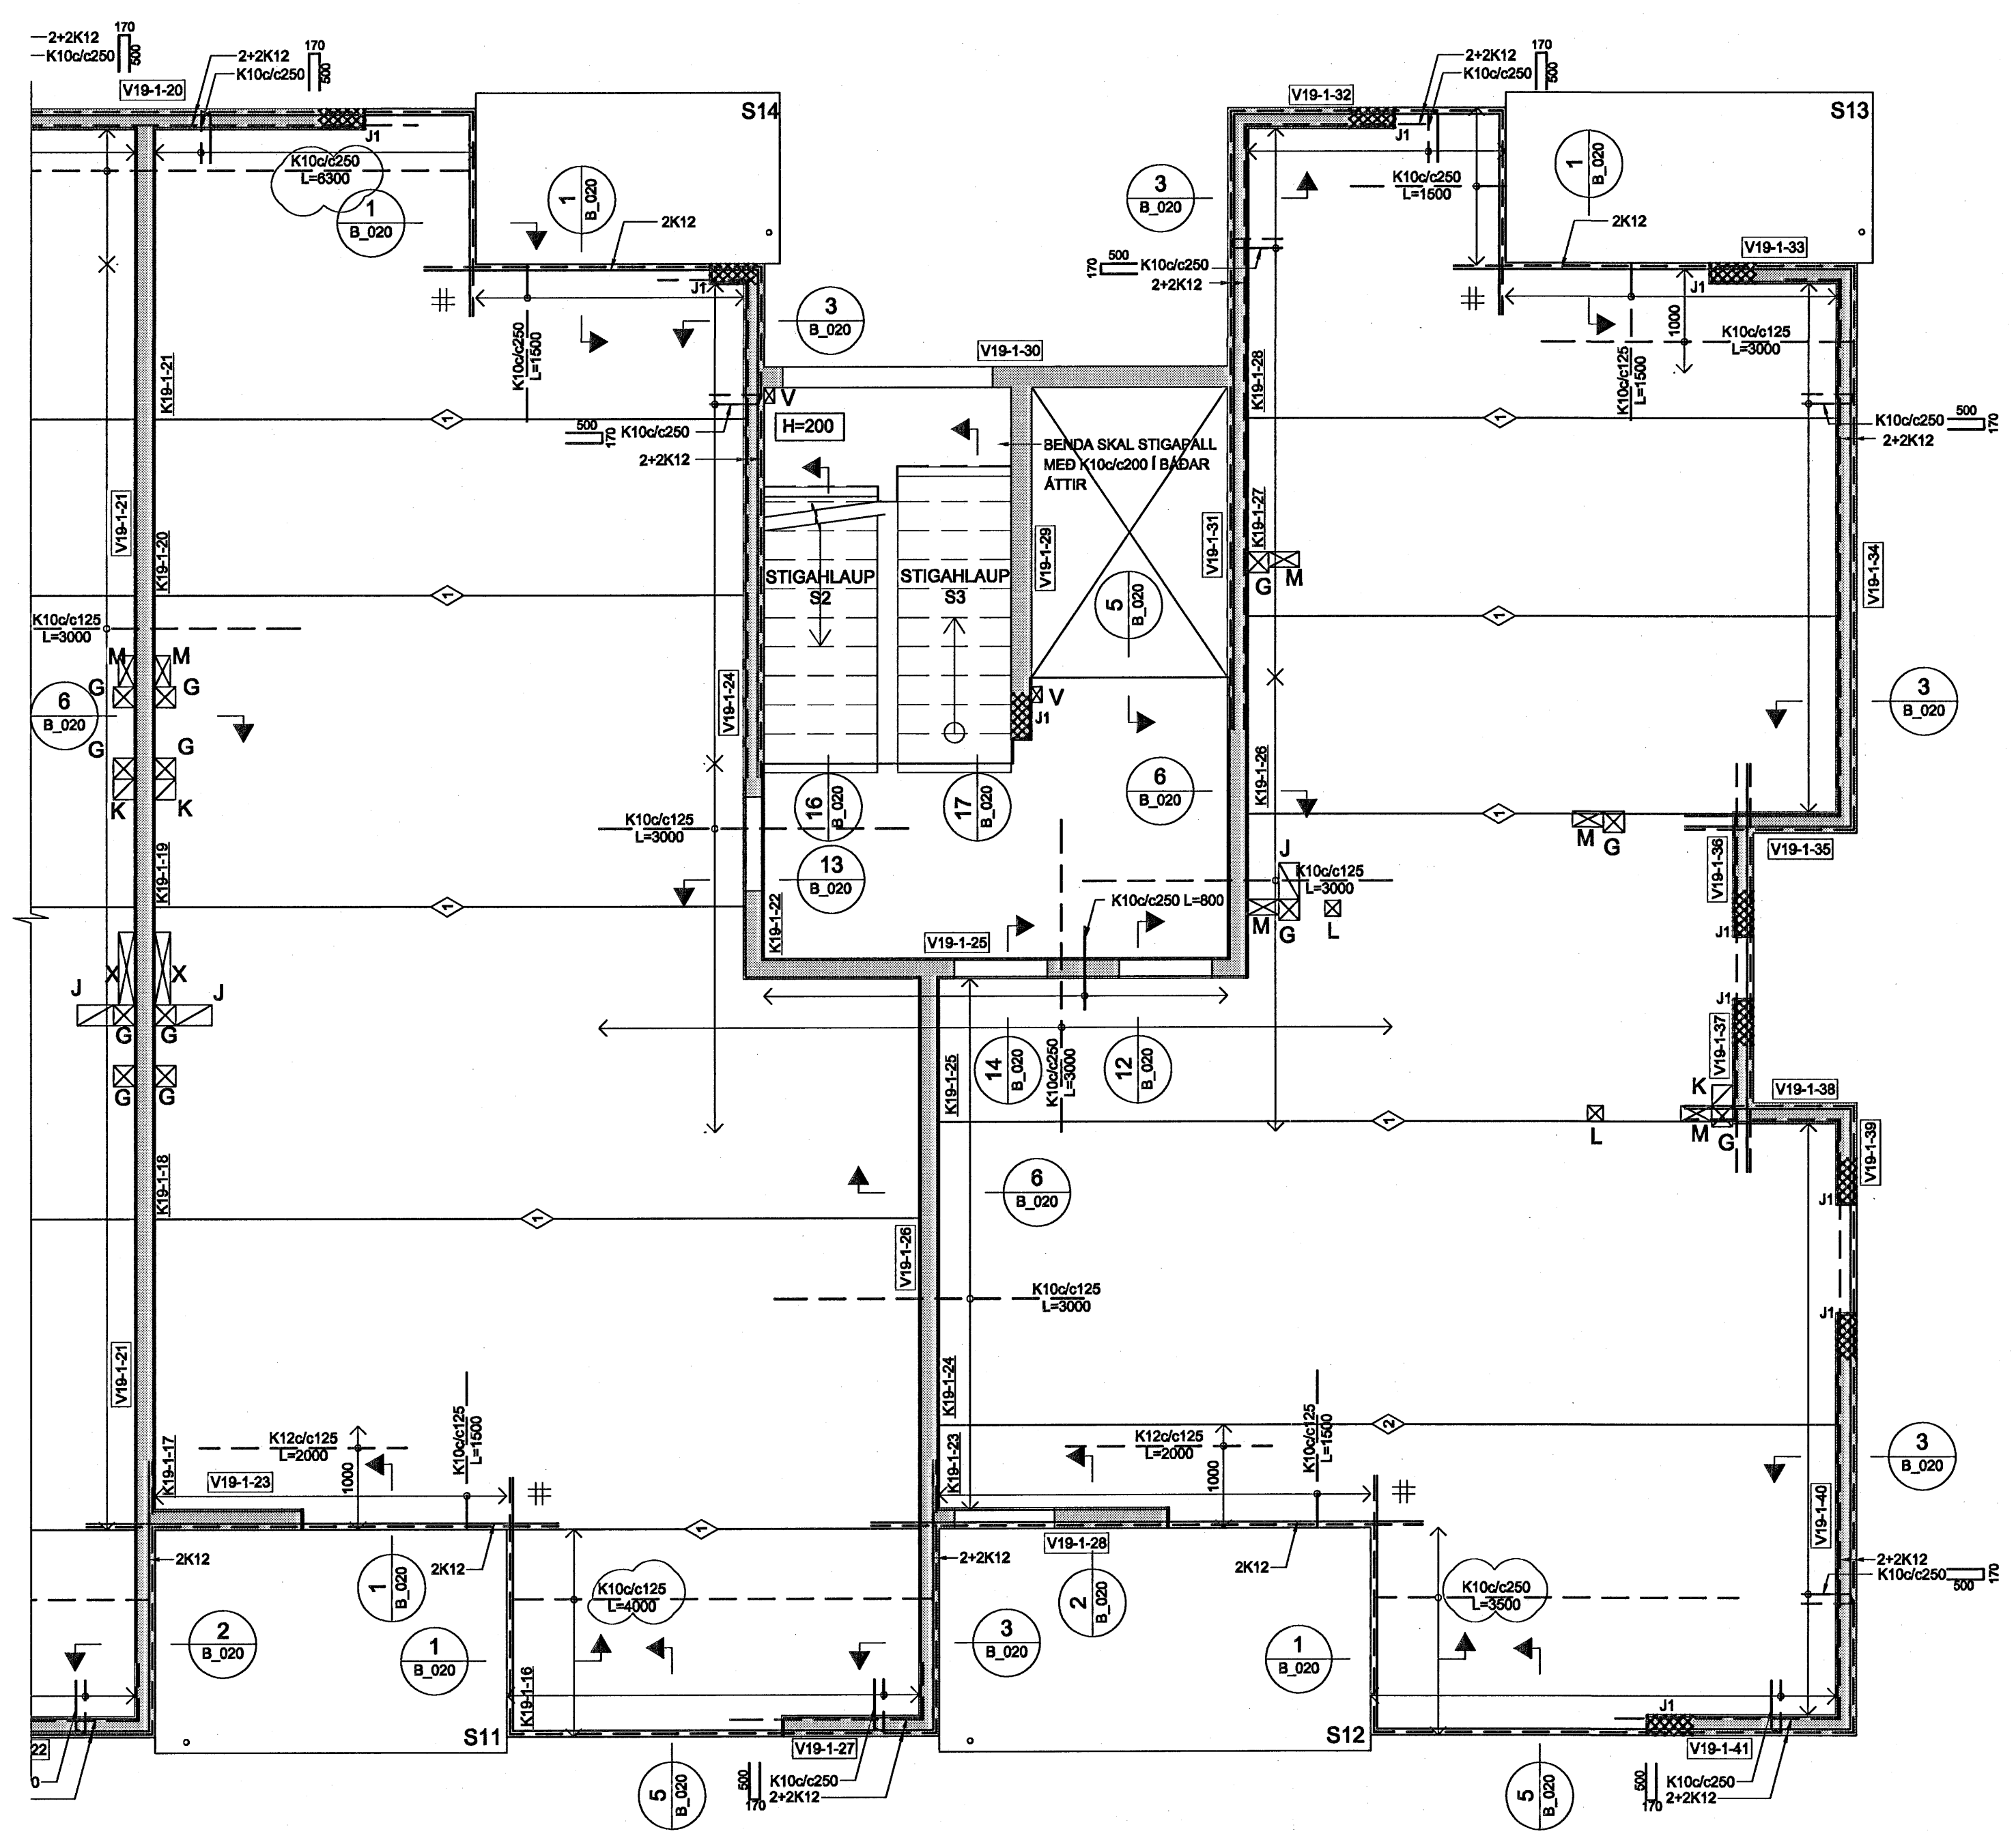 2+2K12
K10c/c250
170
500
V19-1-20
2+2K12
K10c/c250
170
500
J1
K10c/c250
L=6300
1
B_020
S14
1
B_020
2K12
J1
K10c/c250
L=1500
3
B_020
V19-1-32
2+2K12
K10c/c250
170
500
J1
K10c/c250
L=1500
3
B_020
S13
1
B_020
2K12
V19-1-33
J1
500
170
K10c/c250
2+2K12
1000
K10c/c125
L=3000
K10c/c125
L=1500
V19-1-30
K19-1-21
K19-1-28
V
H=200
500
170
K10c/c250
2+2K12
BENDA SKAL STIGAPALL
MEÐ K10c/c200 Í BÁÐAR
ÁTTIR
K10c/c250
2+2K12
500
170
V19-1-21
K19-1-20
K19-1-27
V19-1-29
V19-1-31
V19-1-34
1
1
1
1
STIGAHLAUP
S2
STIGAHLAUP
S3
5
B_020
G
M
K10c/c125
L=3000
M
M
G
G
6
B_020
G
G
K
K
V19-1-24
V
J1
3
B_020
K19-1-26
16
B_020
17
B_020
6
B_020
1
M
G
K10c/c125
L=3000
13
B_020
K19-1-19
1
K19-1-22
V19-1-36
V19-1-35
J
K10c/c125
L=3000
K10c/c250 L=800
M
G
L
J1
V19-1-25
X
X
J
J
G
G
G
G
J1
V19-1-37
K19-1-25
14
B_020
K10c/c250
L=3000
12
B_020
K
V19-1-38
1
L
M
G
V19-1-39
K19-1-18
1
6
B_020
J1
V19-1-26
K10c/c125
L=3000
J1
V19-1-21
K19-1-24
K19-1-17
K12c/c125
L=2000
K10c/c125
L=1500
1000
V19-1-23
K19-1-23
K12c/c125
L=2000
K10c/c125
L=1500
1000
2
3
B_020
V19-1-40
1
2K12
2K12
1
B_020
K10c/c125
L=4000
2+2K12
V19-1-28
2K12
2
B_020
K10c/c250
L=3500
2+2K12
K10c/c250
500
170
2
B_020
1
B_020
3
B_020
1
B_020
K19-1-16
S11
S12
J1
22
0
V19-1-27
V19-1-41
5
B_020
500
170
K10c/c250
2+2K12
5
B_020
500
170
K10c/c250
2+2K12